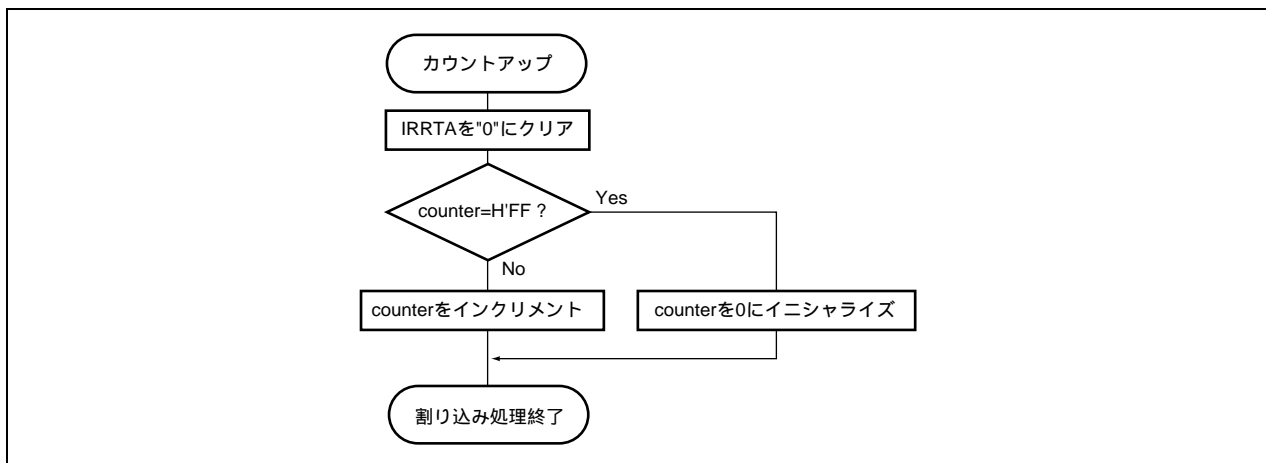 カウントアップ
IRRTAを"0"にクリア
counter=H'FF ?
Yes
No
counterをインクリメント
counterを0にイニシャライズ
割り込み処理終了